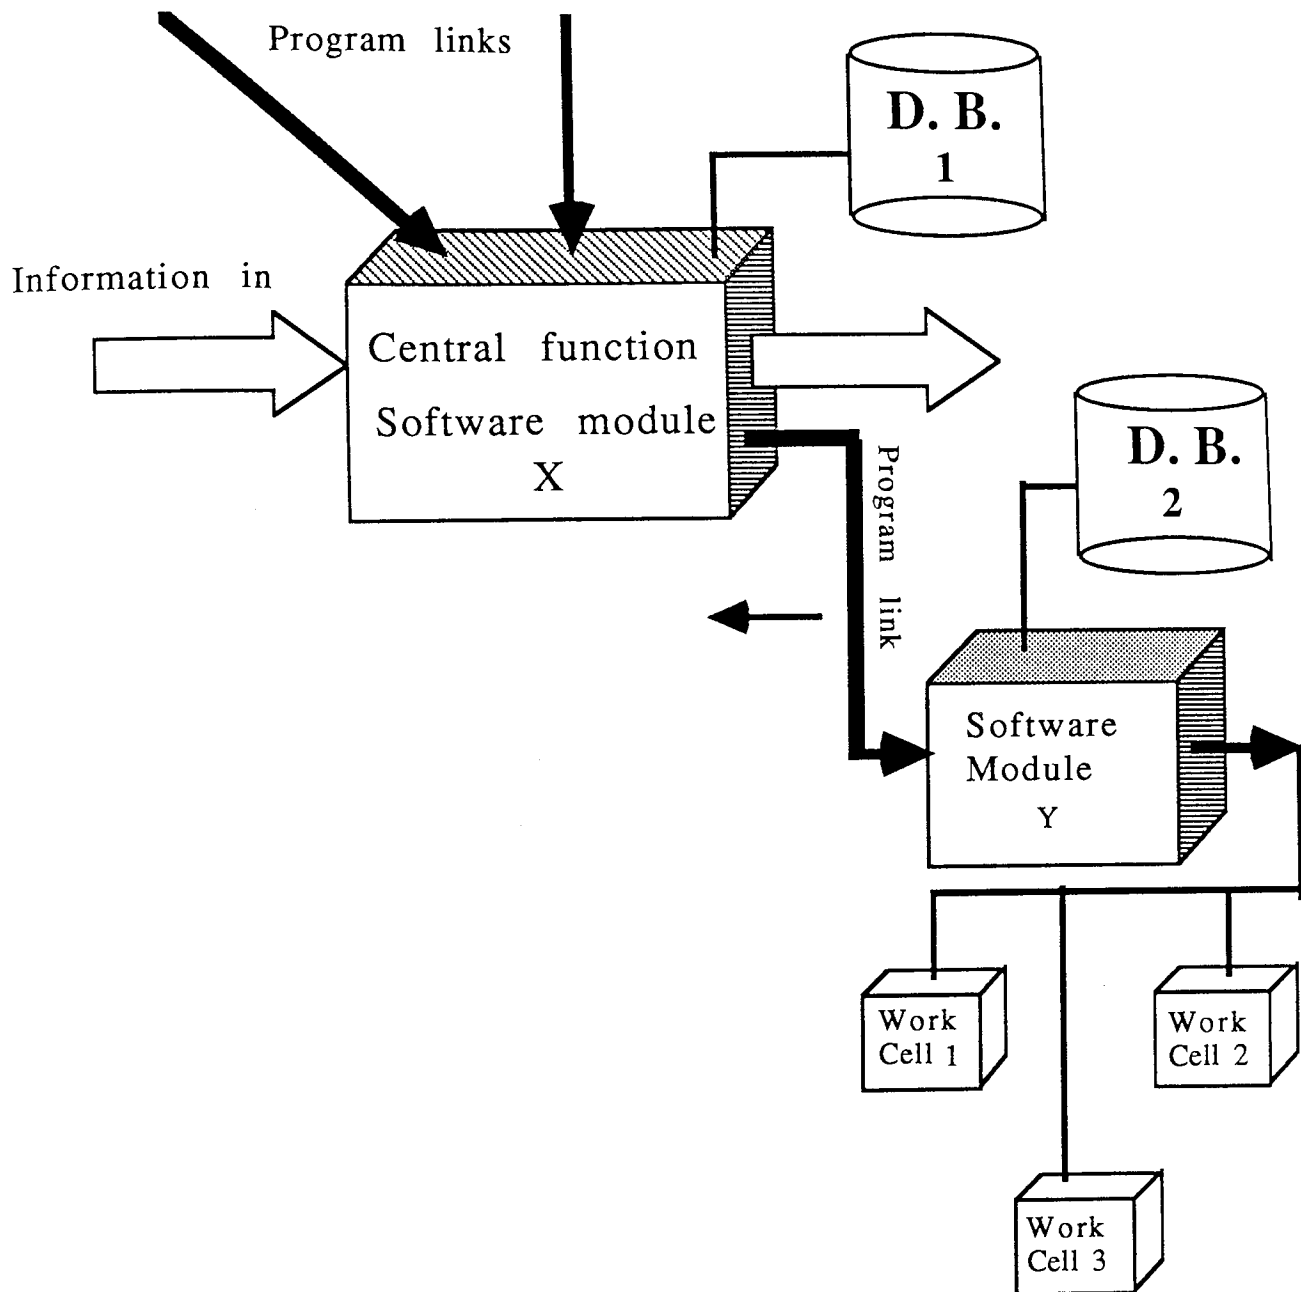 Program links
D. B.
1
Information in
Central function
Software module
X
Program link
D. B.
2
Software
Module
Y
Work
Cell 1
Work
Cell 2
Work
Cell 3